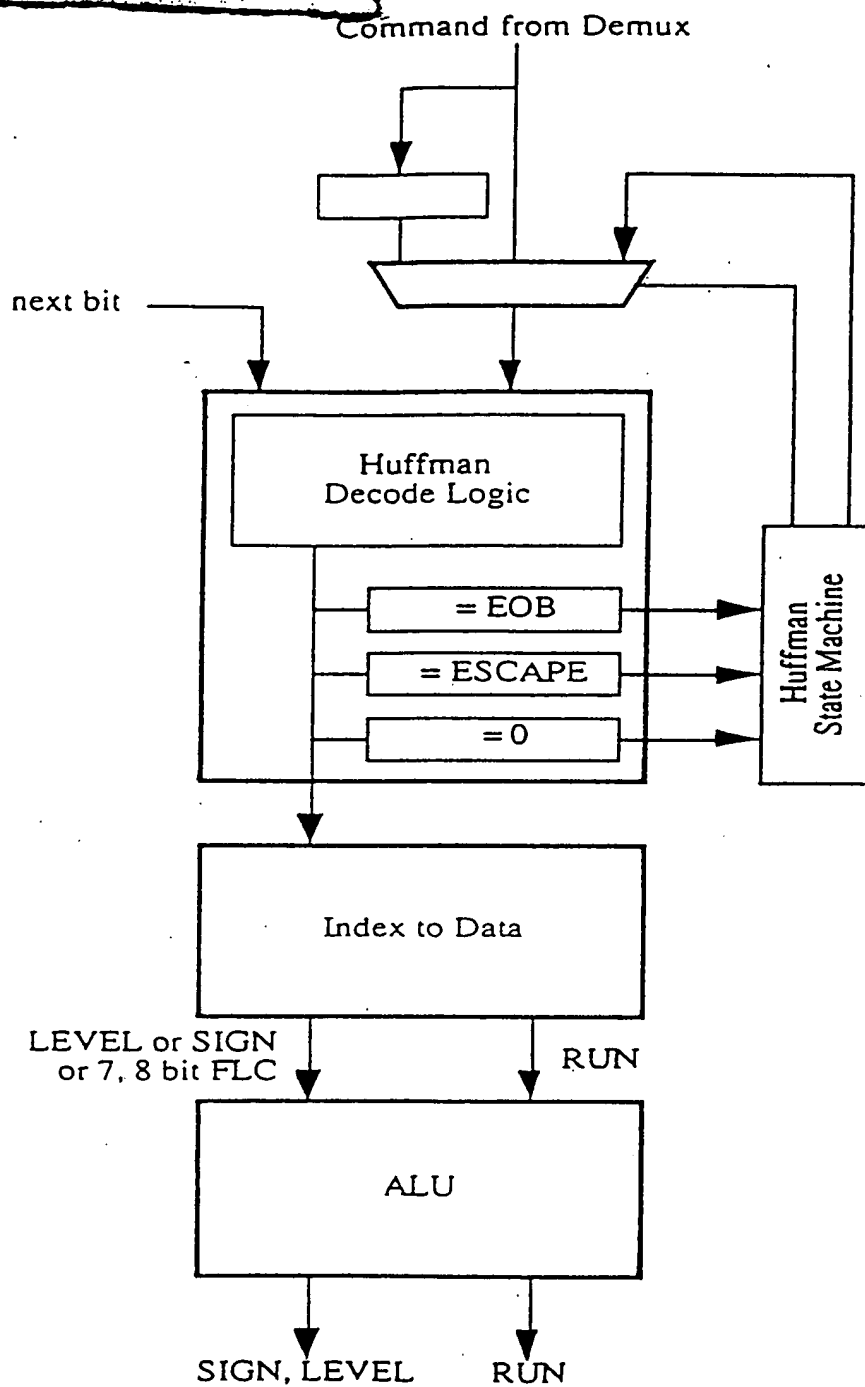 Command from Demux
next bit
Huffman
Decode Logic
= EOB
= ESCAPE
= 0
Huffman
State Machine
Index to Data
LEVEL or SIGN
or 7, 8 bit FLC
RUN
ALU
SIGN, LEVEL
RUN